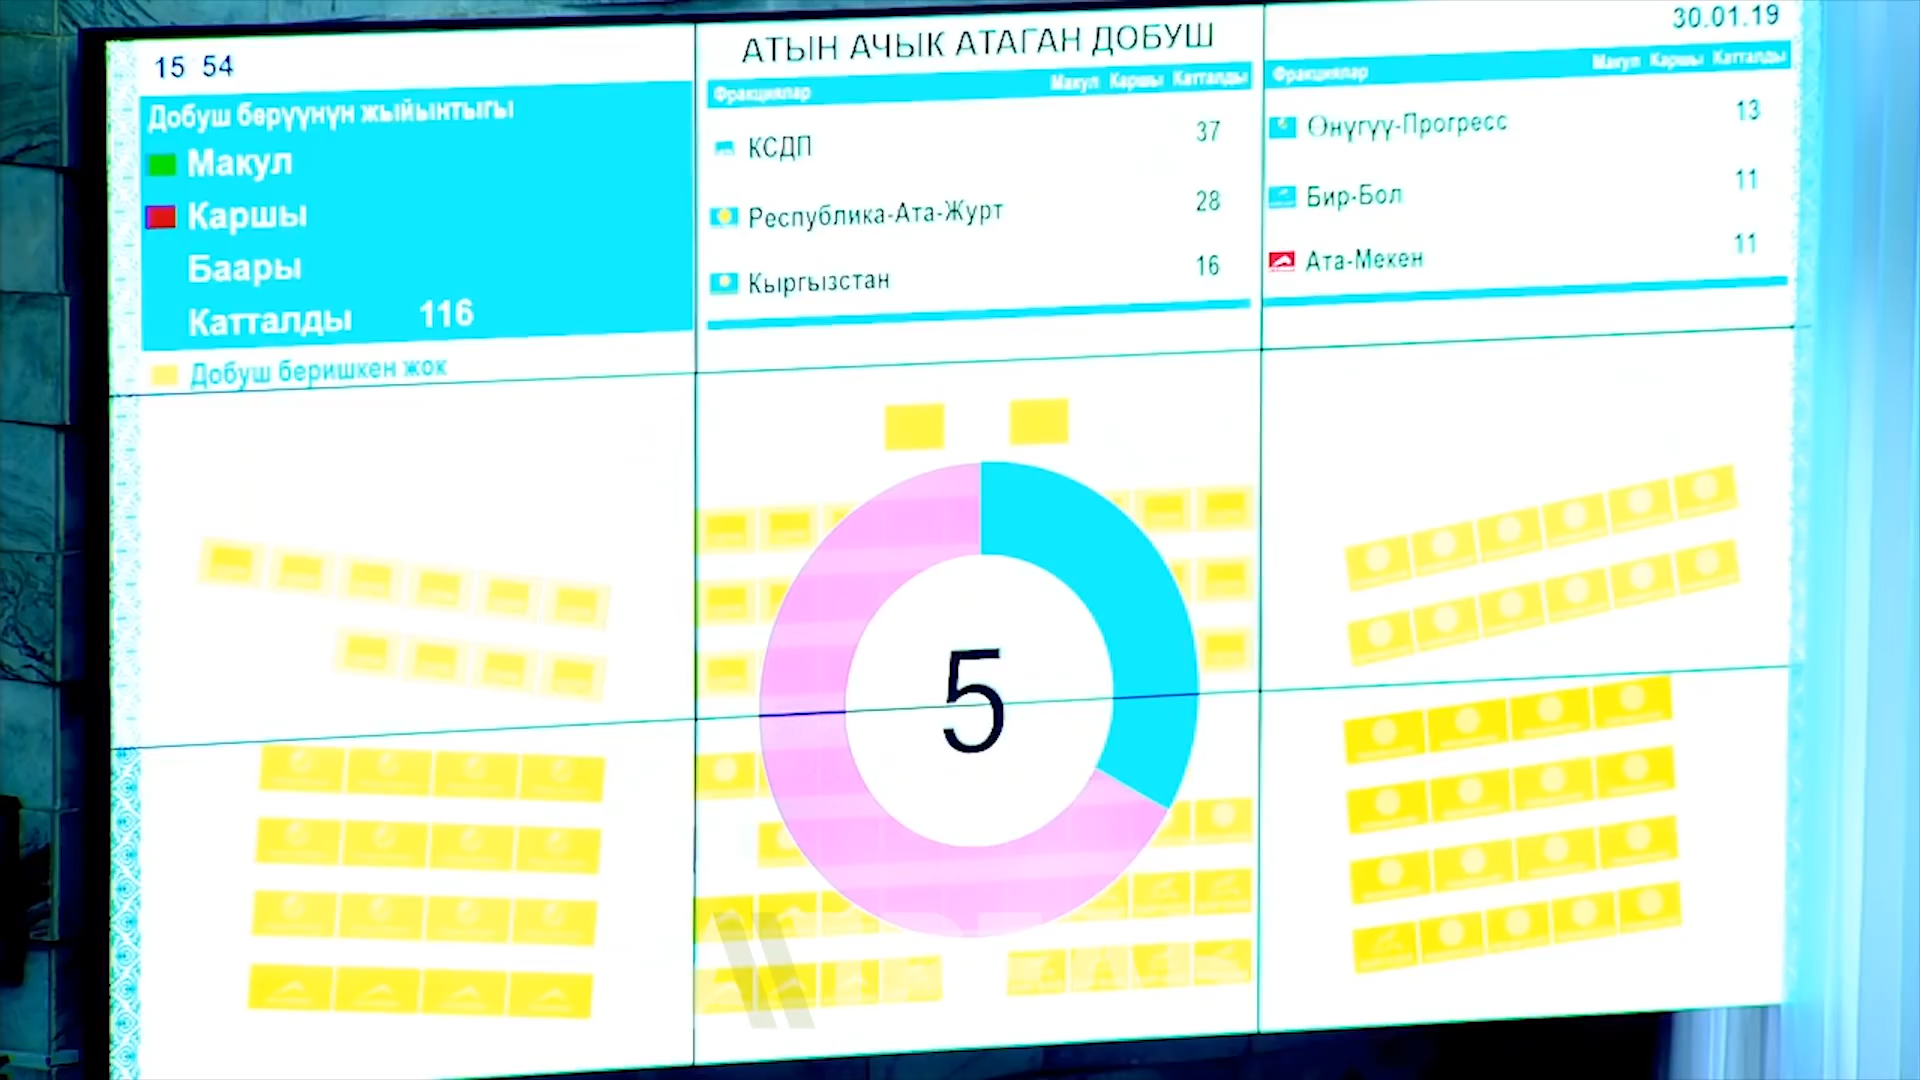 15 54
АТЫН АЧЫК АТАГАН ДОБУШ
30.01.19
Добуш берүүнүн жыйынтыгы
Макул
Каршы
Баары
Катталды 116
Добуш беришкен жок
Фракциялар Макул Каршы Катталды
КСДП 37
Республика-Ата-Журт 28
Кыргызстан 16
Фракциялар Макул Каршы Катталды
Өнүгүү-Прогресс 13
Бир-Бол 11
Ата-Мекен 11
5